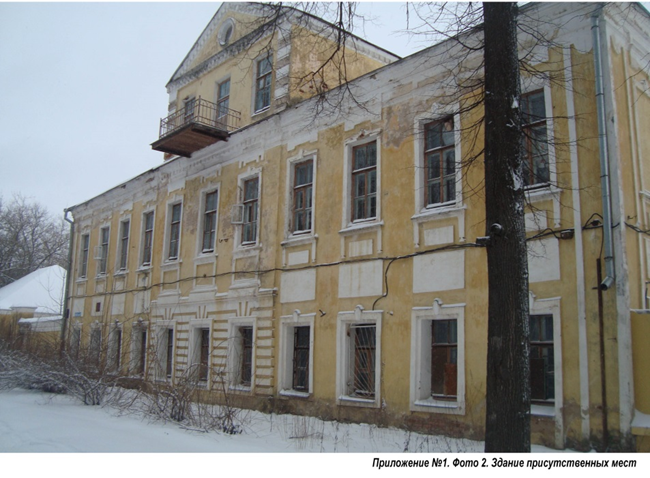 Приложение №1. Фото 2. Здание присутственных мест